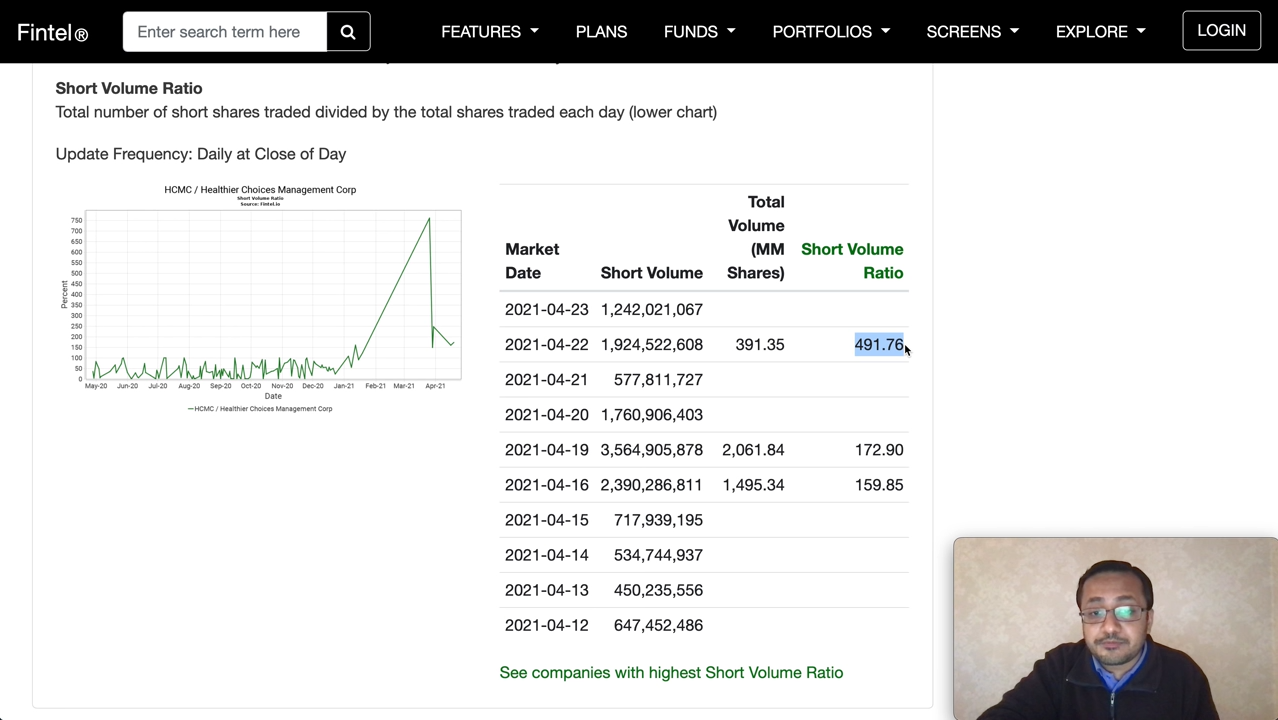 Fintel®
Enter search term here
FEATURES
PLANS
FUNDS
PORTFOLIOS
SCREENS
EXPLORE
LOGIN
Short Volume Ratio
Total number of short shares traded divided by the total shares traded each day (lower chart)
Update Frequency: Daily at Close of Day
HCMC / Healthier Choices Management Corp
Short Volume Ratio
Source: Fintel.io
750
700
650
600
550
500
450
400
350
300
250
200
150
100
50
0
Percent
May-20 Jun-20 Jul-20 Aug-20 Sep-20 Oct-20 Nov-20 Dec-20 Jan-21 Feb-21 Mar-21 Apr-21
Date
HCMC / Healthier Choices Management Corp
Market Date Short Volume Total Volume (MM Shares) Short Volume Ratio
2021-04-23 1,242,021,067
2021-04-22 1,924,522,608 391.35 491.76
2021-04-21 577,811,727
2021-04-20 1,760,906,403
2021-04-19 3,564,905,878 2,061.84 172.90
2021-04-16 2,390,286,811 1,495.34 159.85
2021-04-15 717,939,195
2021-04-14 534,744,937
2021-04-13 450,235,556
2021-04-12 647,452,486
See companies with highest Short Volume Ratio